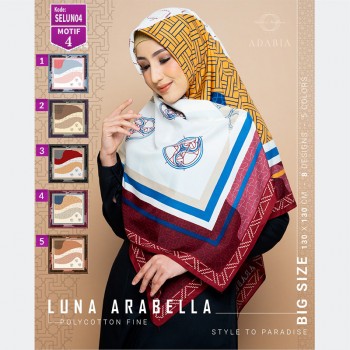 Kode:
SELUN04
MOTIF
4
ADARIA
1
2
3
4
5
BIG SIZE
130 X 130 CM - 8 DESIGNS - 5 COLORS
LUNA ARABELLA
POLYCOTTON FINE
STYLE TO PARADISE